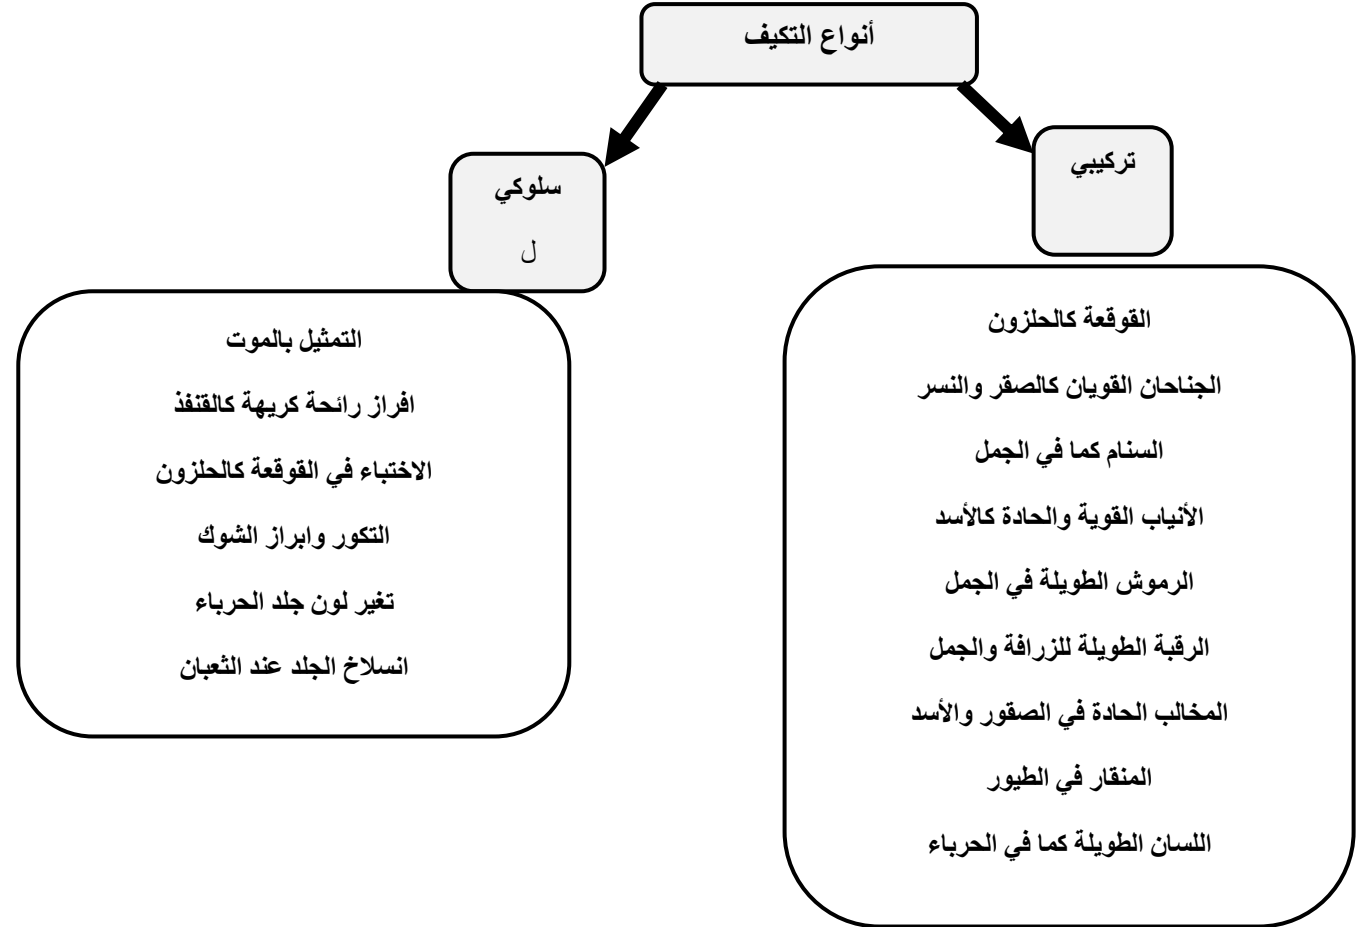 أنواع التكيف
تركيبي
القوقعة كالحلزون
الجناحان القويان كالصقر والنسر
السنام كما في الجمل
الأنياب القوية والحادة كالأسد
الرموش الطويلة في الجمل
الرقبة الطويلة للزرافة والجمل
المخالب الحادة في الصقور والأسد
المنقار في الطيور
اللسان الطويلة كما في الحرباء
سلوكي
ل
التمثيل بالموت
افراز رائحة كريهة كالقنفذ
الاختباء في القوقعة كالحلزون
التكور وابراز الشوك
تغير لون جلد الحرباء
انسلاخ الجلد عند الثعبان